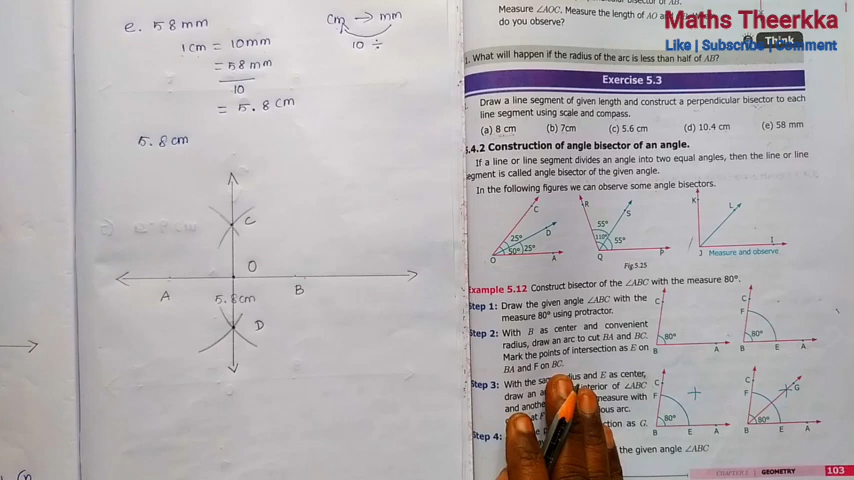 e. 58 mm
cm → mm
10 ÷
1 cm = 10 mm
= 58 mm
10
= 5.8 cm
5.8 cm
C
O
A
B
5.8cm
D
Measure ∠AOC. Measure the length of AO
do you observe?
Maths Theerkka
Like | Subscribe | Comment
Think
1. What will happen if the radius of the arc is less than half of AB?
Exercise 5.3
Draw a line segment of given length and construct a perpendicular bisector to each
line segment using scale and compass.
(a) 8 cm (b) 7cm (c) 5.6 cm (d) 10.4 cm (e) 58 mm
5.4.2 Construction of angle bisector of an angle.
If a line or line segment divides an angle into two equal angles, then the line or line
segment is called angle bisector of the given angle.
In the following figures we can observe some angle bisectors.
C
D
25°
50° 25°
O A
R
S
55°
110° 55°
Q P
K
L
J
Measure and observe
Fig.5.25
Example 5.12 Construct bisector of the ∠ABC with the measure 80°.
Step 1: Draw the given angle ∠ABC with the
measure 80° using protractor.
Step 2: With B as center and convenient
radius, draw an arc to cut BA and BC.
Mark the points of intersection as E on
BA and F on BC.
Step 3: With the same radius and E as center,
draw an interior of ∠ABC
and another
Step 4:
G.
the given angle ∠ABC
C
80°
B A
C
F
80°
B E A
C
F
80°
B E A
C
F
G
80°
B E A
GEOMETRY 103